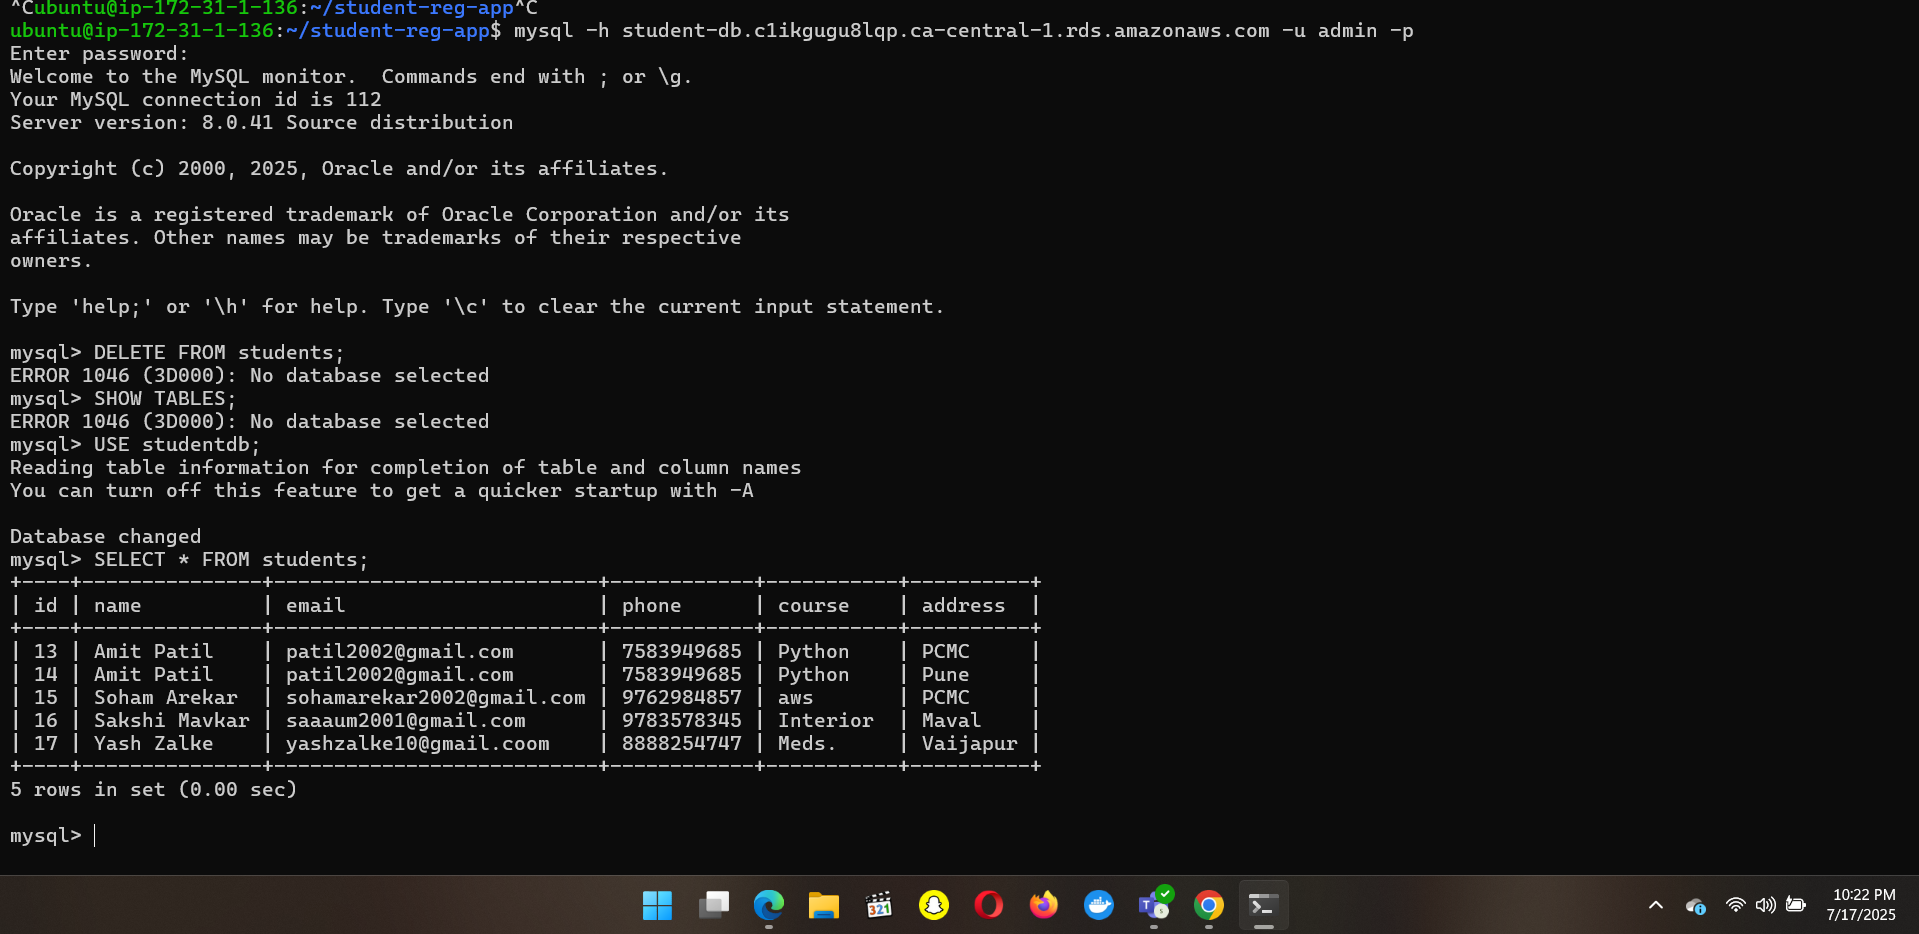 ^Cubuntu@ip-172-31-1-136:~/student-reg-app^C
ubuntu@ip-172-31-1-136:~/student-reg-app$ mysql -h student-db.c1ikgugu8lqp.ca-central-1.rds.amazonaws.com -u admin -p
Enter password:
Welcome to the MySQL monitor.  Commands end with ; or \g.
Your MySQL connection id is 112
Server version: 8.0.41 Source distribution
Copyright (c) 2000, 2025, Oracle and/or its affiliates.
Oracle is a registered trademark of Oracle Corporation and/or its
affiliates. Other names may be trademarks of their respective
owners.
Type 'help;' or '\h' for help. Type '\c' to clear the current input statement.
mysql> DELETE FROM students;
ERROR 1046 (3D000): No database selected
mysql> SHOW TABLES;
ERROR 1046 (3D000): No database selected
mysql> USE studentdb;
Reading table information for completion of table and column names
You can turn off this feature to get a quicker startup with -A
Database changed
mysql> SELECT * FROM students;
+----+---------------+---------------------------+------------+-----------+----------+
| id | name          | email                     | phone      | course    | address  |
+----+---------------+---------------------------+------------+-----------+----------+
| 13 | Amit Patil    | patil2002@gmail.com       | 7583949685 | Python    | PCMC     |
| 14 | Amit Patil    | patil2002@gmail.com       | 7583949685 | Python    | Pune     |
| 15 | Soham Arekar  | sohamarekar2002@gmail.com | 9762984857 | aws       | PCMC     |
| 16 | Sakshi Mavkar | saaaum2001@gmail.com      | 9783578345 | Interior  | Maval    |
| 17 | Yash Zalke    | yashzalke10@gmail.coom    | 8888254747 | Meds.     | Vaijapur |
+----+---------------+---------------------------+------------+-----------+----------+
5 rows in set (0.00 sec)
mysql>
321
T
10:22 PM
7/17/2025